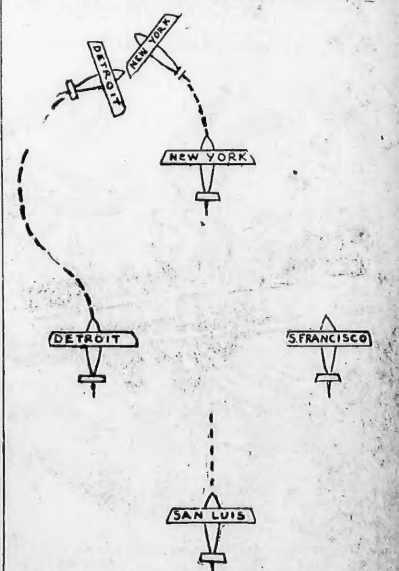 DETROIT
NEW YORK
NEW YORK
DETROIT
S.FRANCISCO
SAN LUIS